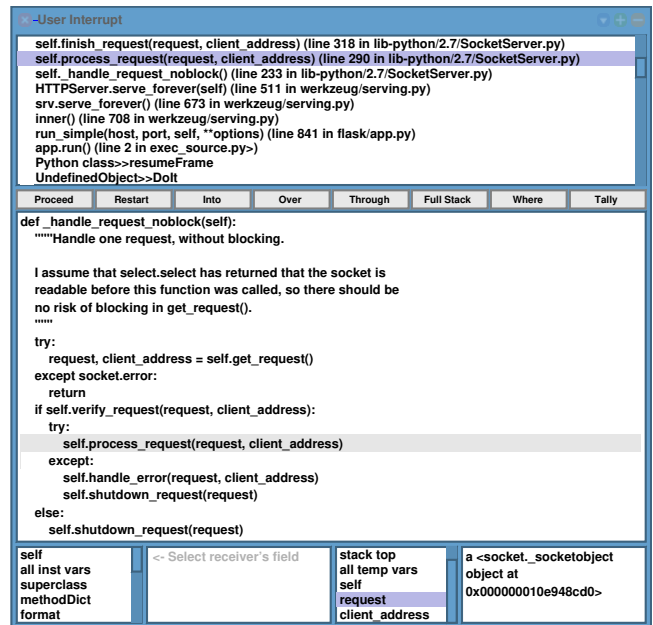 User Interrupt
self.finish_request(request, client_address) (line 318 in lib-python/2.7/SocketServer.py)
self.process_request(request, client_address) (line 290 in lib-python/2.7/SocketServer.py)
self._handle_request_noblock() (line 233 in lib-python/2.7/SocketServer.py)
HTTPServer.serve_forever(self) (line 511 in werkzeug/serving.py)
srv.serve_forever() (line 673 in werkzeug/serving.py)
inner() (line 708 in werkzeug/serving.py)
run_simple(host, port, self, **options) (line 841 in flask/app.py)
app.run() (line 2 in exec_source.py>)
Python class>>resumeFrame
UndefinedObject>>DoIt
Proceed Restart Into Over Through Full Stack Where Tally
def _handle_request_noblock(self):
"""Handle one request, without blocking.
I assume that select.select has returned that the socket is
readable before this function was called, so there should be
no risk of blocking in get_request().
"""
try:
request, client_address = self.get_request()
except socket.error:
return
if self.verify_request(request, client_address):
try:
self.process_request(request, client_address)
except:
self.handle_error(request, client_address)
self.shutdown_request(request)
else:
self.shutdown_request(request)
self
all inst vars
superclass
methodDict
format
<- Select receiver's field
stack top
all temp vars
self
request
client_address
a <socket._socketobject
object at
0x000000010e948cd0>